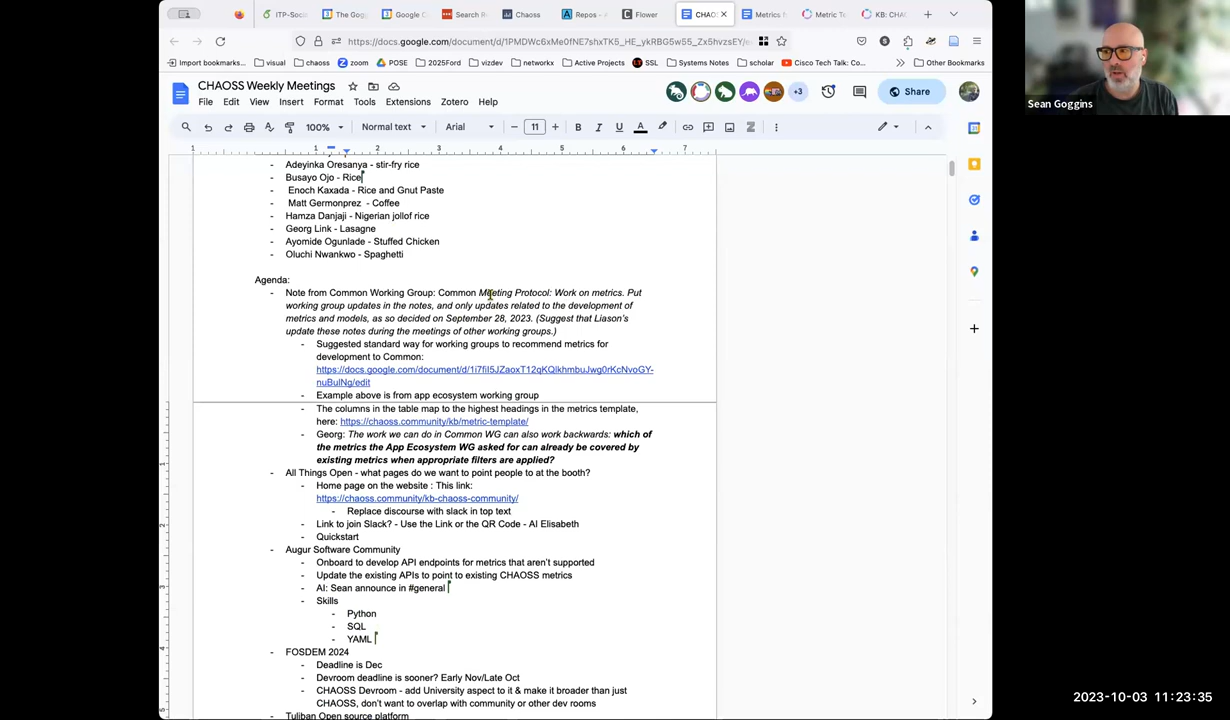 ITP-Soci
The Gogg
Google C
Search R
Chaoss
Repos -
Flower
CHAOS
Metrics f
Metric Te
KB: CHA
https://docs.google.com/document/d/1PMDWc6xMe0fNE7shxTK5_HE_ykRBG5w55_Zx5hvzsEY/e
Import bookmarks...
visual
chaoss
zoom
POSE
2025Ford
vizdev
networkx
Active Projects
SSL
Systems Notes
scholar
Cisco Tech Talk: Co...
Other Bookmarks
CHAOSS Weekly Meetings
File Edit View Insert Format Tools Extensions Zotero Help
+3
Share
100%
Normal text
Arial
11
1 1 2 3 4 5 6 7
- Adeyinka Oresanya - stir-fry rice
- Busayo Ojo - Rice
- Enoch Kaxada - Rice and Gnut Paste
- Matt Germonprez - Coffee
- Hamza Danjaji - Nigerian jollof rice
- Georg Link - Lasagne
- Ayomide Ogunlade - Stuffed Chicken
- Oluchi Nwankwo - Spaghetti
Agenda:
- Note from Common Working Group: Common Meeting Protocol: Work on metrics. Put
working group updates in the notes, and only updates related to the development of
metrics and models, as so decided on September 28, 2023. (Suggest that Liason's
update these notes during the meetings of other working groups.)
- Suggested standard way for working groups to recommend metrics for
development to Common:
https://docs.google.com/document/d/1i7fiI5JZaoxT12qKQlkhmbuJwg0rKcNvoGY-
nuBulNg/edit
- Example above is from app ecosystem working group
- The columns in the table map to the highest headings in the metrics template,
here: https://chaoss.community/kb/metric-template/
- Georg: The work we can do in Common WG can also work backwards: which of
the metrics the App Ecosystem WG asked for can already be covered by
existing metrics when appropriate filters are applied?
- All Things Open - what pages do we want to point people to at the booth?
- Home page on the website : This link:
https://chaoss.community/kb-chaoss-community/
- Replace discourse with slack in top text
- Link to join Slack? - Use the Link or the QR Code - AI Elisabeth
- Quickstart
- Augur Software Community
- Onboard to develop API endpoints for metrics that aren't supported
- Update the existing APIs to point to existing CHAOSS metrics
- AI: Sean announce in #general
- Skills
- Python
- SQL
- YAML
- FOSDEM 2024
- Deadline is Dec
- Devroom deadline is sooner? Early Nov/Late Oct
- CHAOSS Devroom - add University aspect to it & make it broader than just
CHAOSS, don't want to overlap with community or other dev rooms
- Tuliban Open source platform
Sean Goggins
2023-10-03 11:23:35